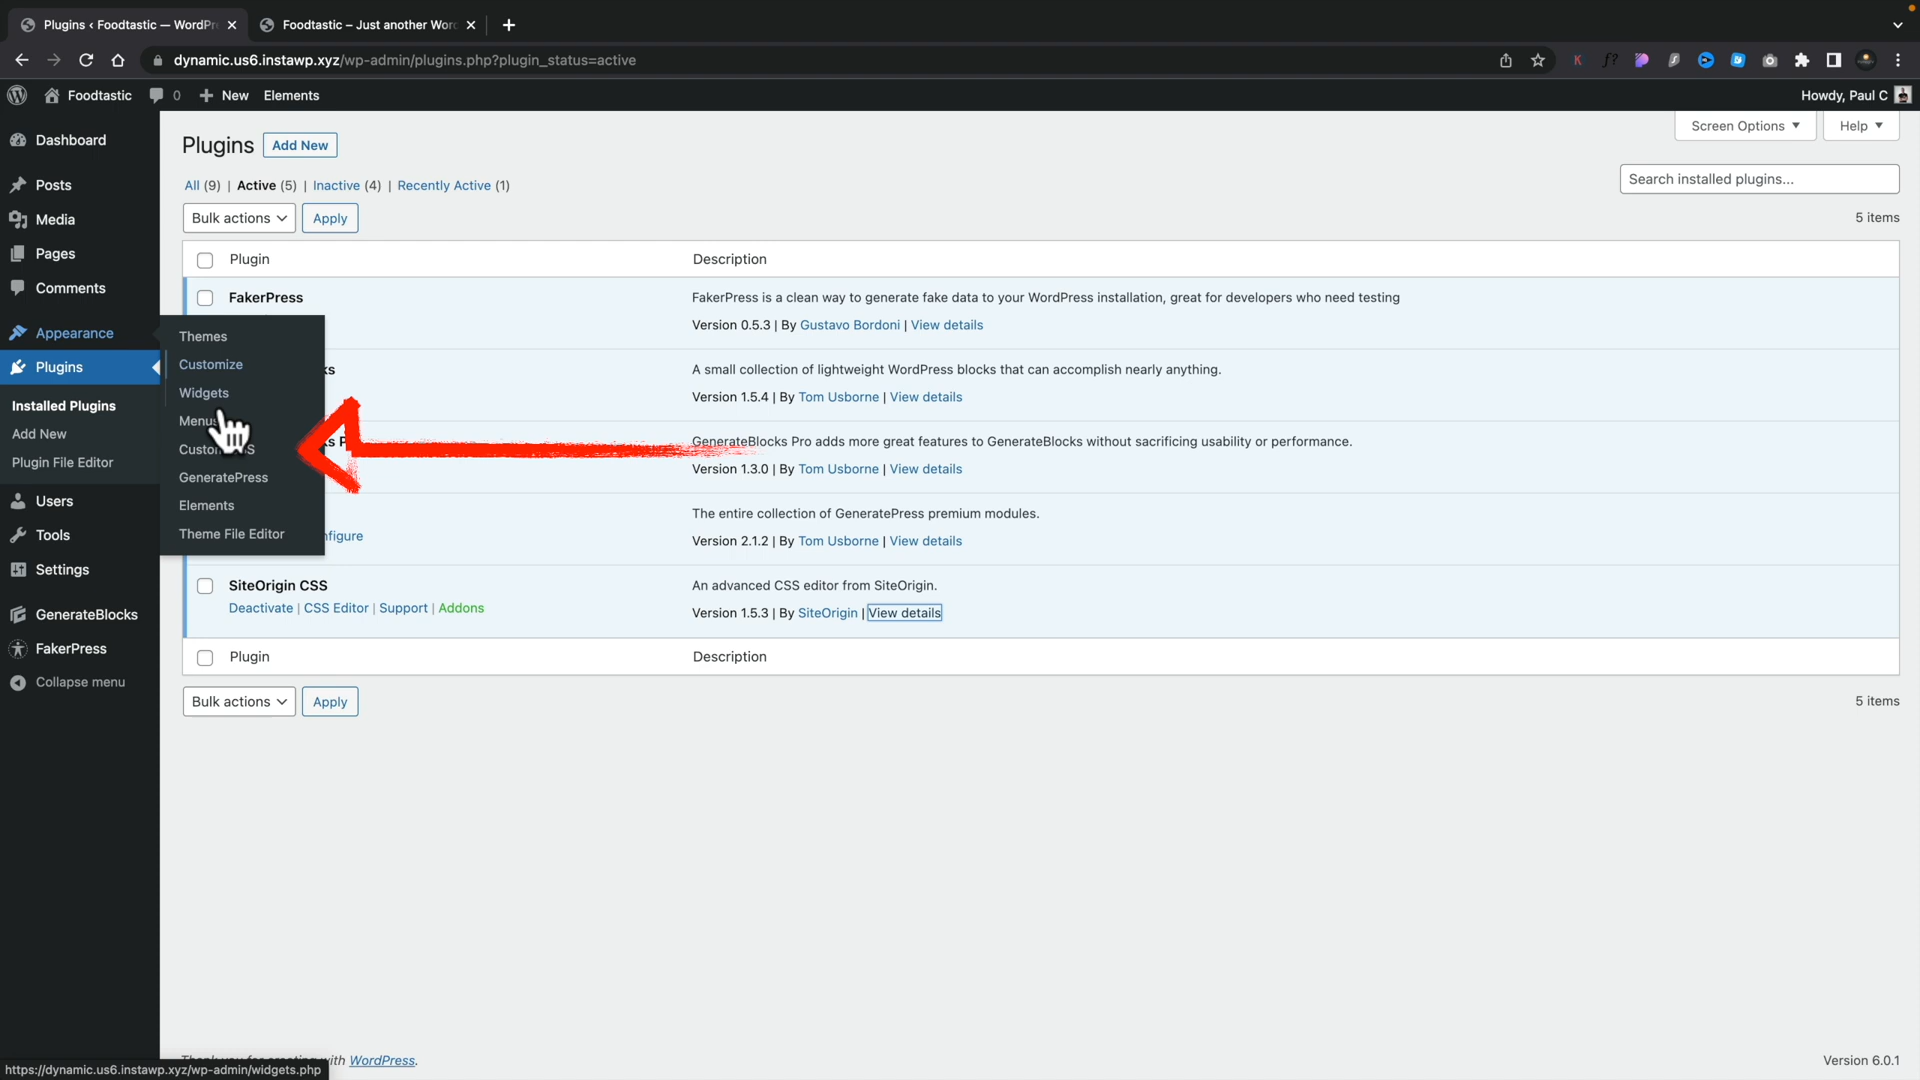 Plugins < Foodtastic — WordPr
Foodtastic – Just another Wor
dynamic.us6.instawp.xyz/wp-admin/plugins.php?plugin_status=active
Foodtastic 0 New Elements
Howdy, Paul C
Dashboard
Posts
Media
Pages
Comments
Appearance
Plugins
Installed Plugins
Add New
Plugin File Editor
Users
Tools
Settings
GenerateBlocks
FakerPress
Collapse menu
Themes
Customize
Widgets
Menus
GeneratePress
Elements
Theme File Editor
Plugins Add New
Screen Options
Help
All (9) | Active (5) | Inactive (4) | Recently Active (1)
Search installed plugins...
Bulk actions Apply
5 items
Plugin Description
FakerPress
FakerPress is a clean way to generate fake data to your WordPress installation, great for developers who need testing
Version 0.5.3 | By Gustavo Bordoni | View details
ks
A small collection of lightweight WordPress blocks that can accomplish nearly anything.
Version 1.5.4 | By Tom Usborne | View details
GenerateBlocks Pro adds more great features to GenerateBlocks without sacrificing usability or performance.
Version 1.3.0 | By Tom Usborne | View details
The entire collection of GeneratePress premium modules.
nfigure
Version 2.1.2 | By Tom Usborne | View details
SiteOrigin CSS
An advanced CSS editor from SiteOrigin.
Deactivate | CSS Editor | Support | Addons
Version 1.5.3 | By SiteOrigin | View details
Plugin Description
Bulk actions Apply
5 items
with WordPress.
Version 6.0.1
https://dynamic.us6.instawp.xyz/wp-admin/widgets.php